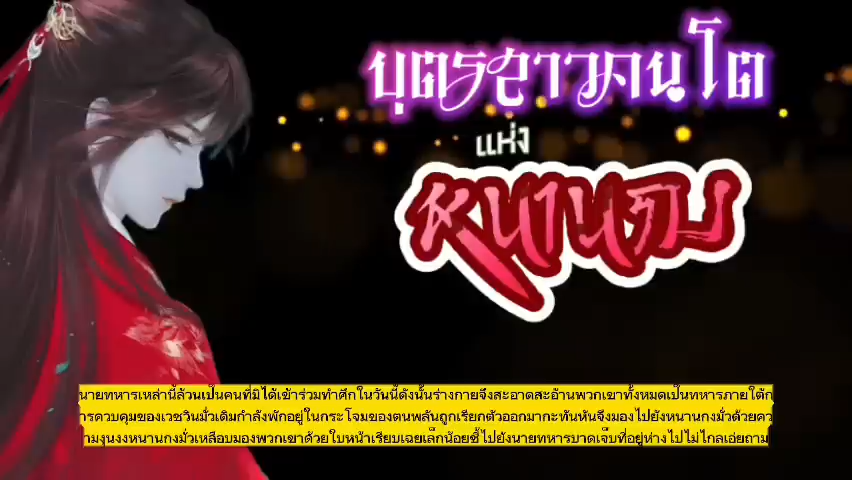 บุตรสาวคนโต
แห่ง
หนานกง
นายทหารเหล่านี้ล้วนเป็นคนที่มิได้เข้าร่วมทำศึกในวันนี้ดังนั้นร่างกายจึงสะอาดสะอ้านพวกเขาทั้งหมดเป็นทหารภายใต้ก
ารควบคุมของเวชวินมั่วเดิมกำลังพักอยู่ในกระโจมของตนพลันถูกเรียกตัวออกมากะทันหันจึงมองไปยังหนานกงมั่วด้วยคว
ามงุนงงหนานกงมั่วเหลือบมองพวกเขาด้วยใบหน้าเรียบเฉยเล็กน้อยชี้ไปยังนายทหารบาดเจ็บที่อยู่ห่างไปไม่ไกลเอ่ยถาม